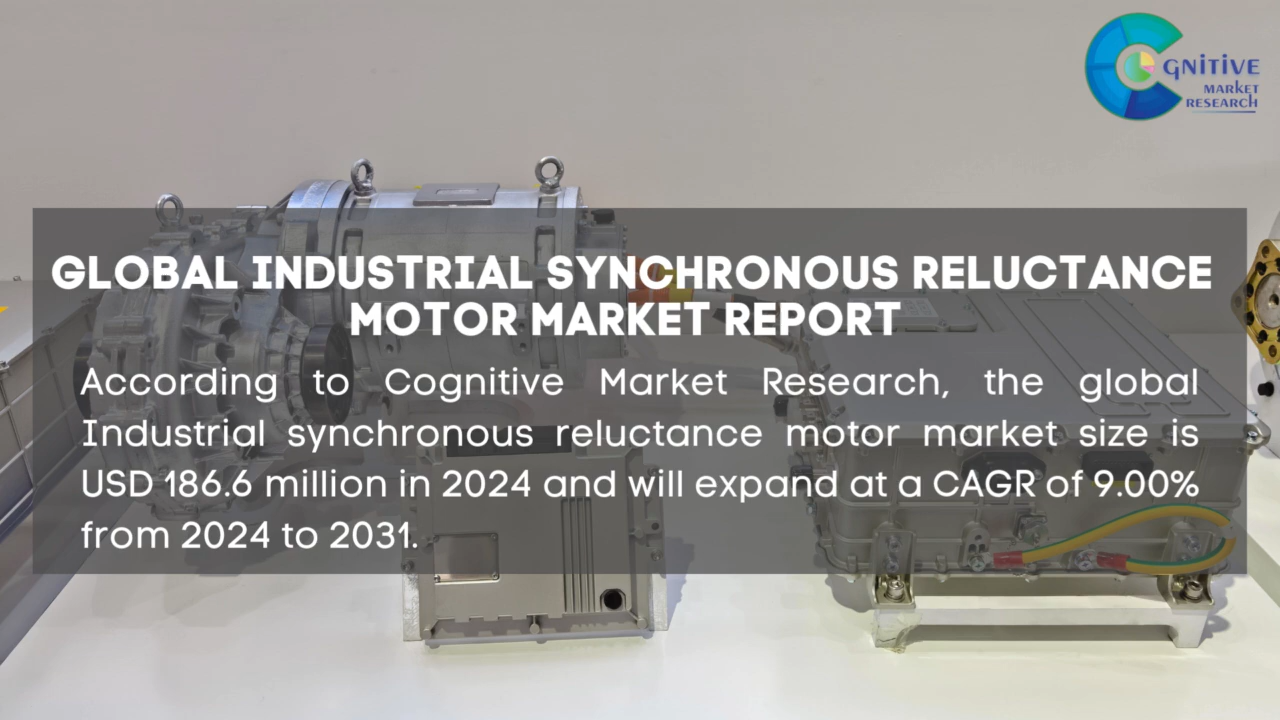 GNITIVE
MARKET
RESEARCH
GLOBAL INDUSTRIAL SYNCHRONOUS RELUCTANCE
MOTOR MARKET REPORT
According to Cognitive Market Research, the global
Industrial synchronous reluctance motor market size is
USD 186.6 million in 2024 and will expand at a CAGR of 9.00%
from 2024 to 2031.